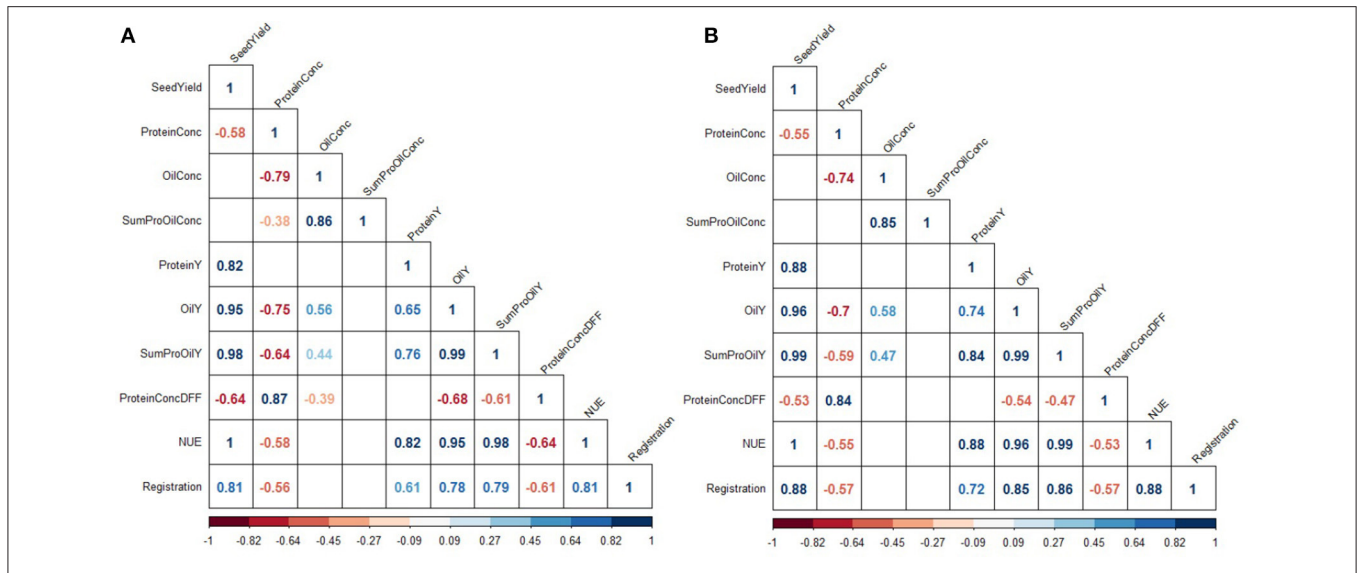 A
SeedYield
ProteinConc
OilConc
SumProOilConc
ProteinY
OilY
SumProOilY
ProteinConcDFF
NUE
Registration
SeedYield 1
ProteinConc -0.58 1
OilConc -0.79 1
SumProOilConc -0.38 0.86 1
ProteinY 0.82 1
OilY 0.95 -0.75 0.56 0.65 1
SumProOilY 0.98 -0.64 0.44 0.76 0.99 1
ProteinConcDFF -0.64 0.87 -0.39 -0.68 -0.61 1
NUE 1 -0.58 0.82 0.95 0.98 -0.64 1
Registration 0.81 -0.56 0.61 0.78 0.79 -0.61 0.81 1
-1 -0.82 -0.64 -0.45 -0.27 -0.09 0.09 0.27 0.45 0.64 0.82 1
B
SeedYield
ProteinConc
OilConc
SumProOilConc
ProteinY
OilY
SumProOilY
ProteinConcDFF
NUE
Registration
SeedYield 1
ProteinConc -0.55 1
OilConc -0.74 1
SumProOilConc 0.85 1
ProteinY 0.88 1
OilY 0.96 -0.7 0.58 0.74 1
SumProOilY 0.99 -0.59 0.47 0.84 0.99 1
ProteinConcDFF -0.53 0.84 -0.54 -0.47 1
NUE 1 -0.55 0.88 0.96 0.99 -0.53 1
Registration 0.88 -0.57 0.72 0.85 0.86 -0.57 0.88 1
-1 -0.82 -0.64 -0.45 -0.27 -0.09 0.09 0.27 0.45 0.64 0.82 1